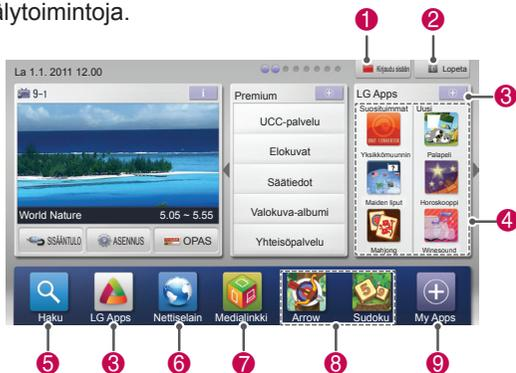 älytoimintoja.
1 2
La 1.1. 2011 12.00 Kirjaudu sisään Lopeta
9-1 i Premium LG Apps 3
Suosituimmat Uusi
UCC-palvelu
Elokuvat Yksikkömuunnin Palapeli
Säätiedot
World Nature 5.05 ~ 5.55 Valokuva-albumi Maiden liput Horoskooppi 4
SISÄÄNTULO ASENNUS OPAS Yhteisöpalvelu Mahjong Winesound
Haku LG Apps Nettiselain Medialinkki Arrow Sudoku My Apps
5 3 6 7 8 9